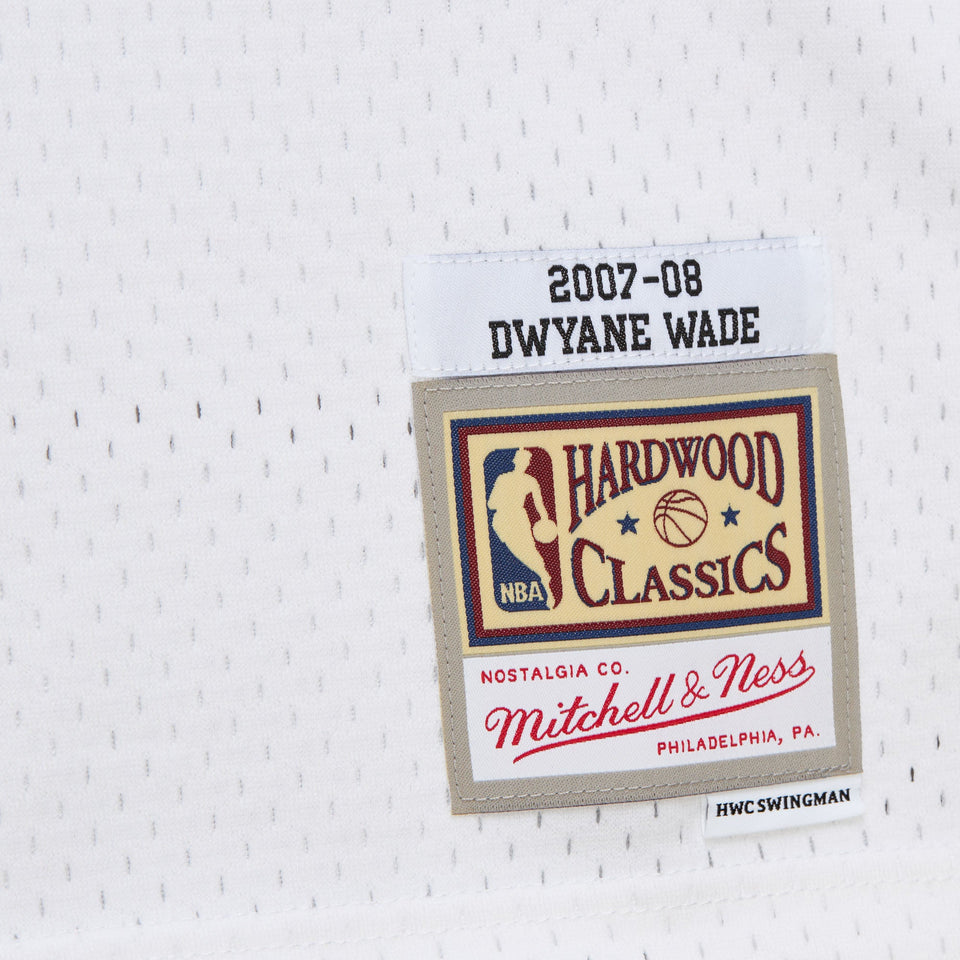 2007-08
DWYANE WADE
HARDWOOD
CLASSICS
NBA
NOSTALGIA CO.
Mitchell & Ness
PHILADELPHIA, PA.
HWC SWINGMAN